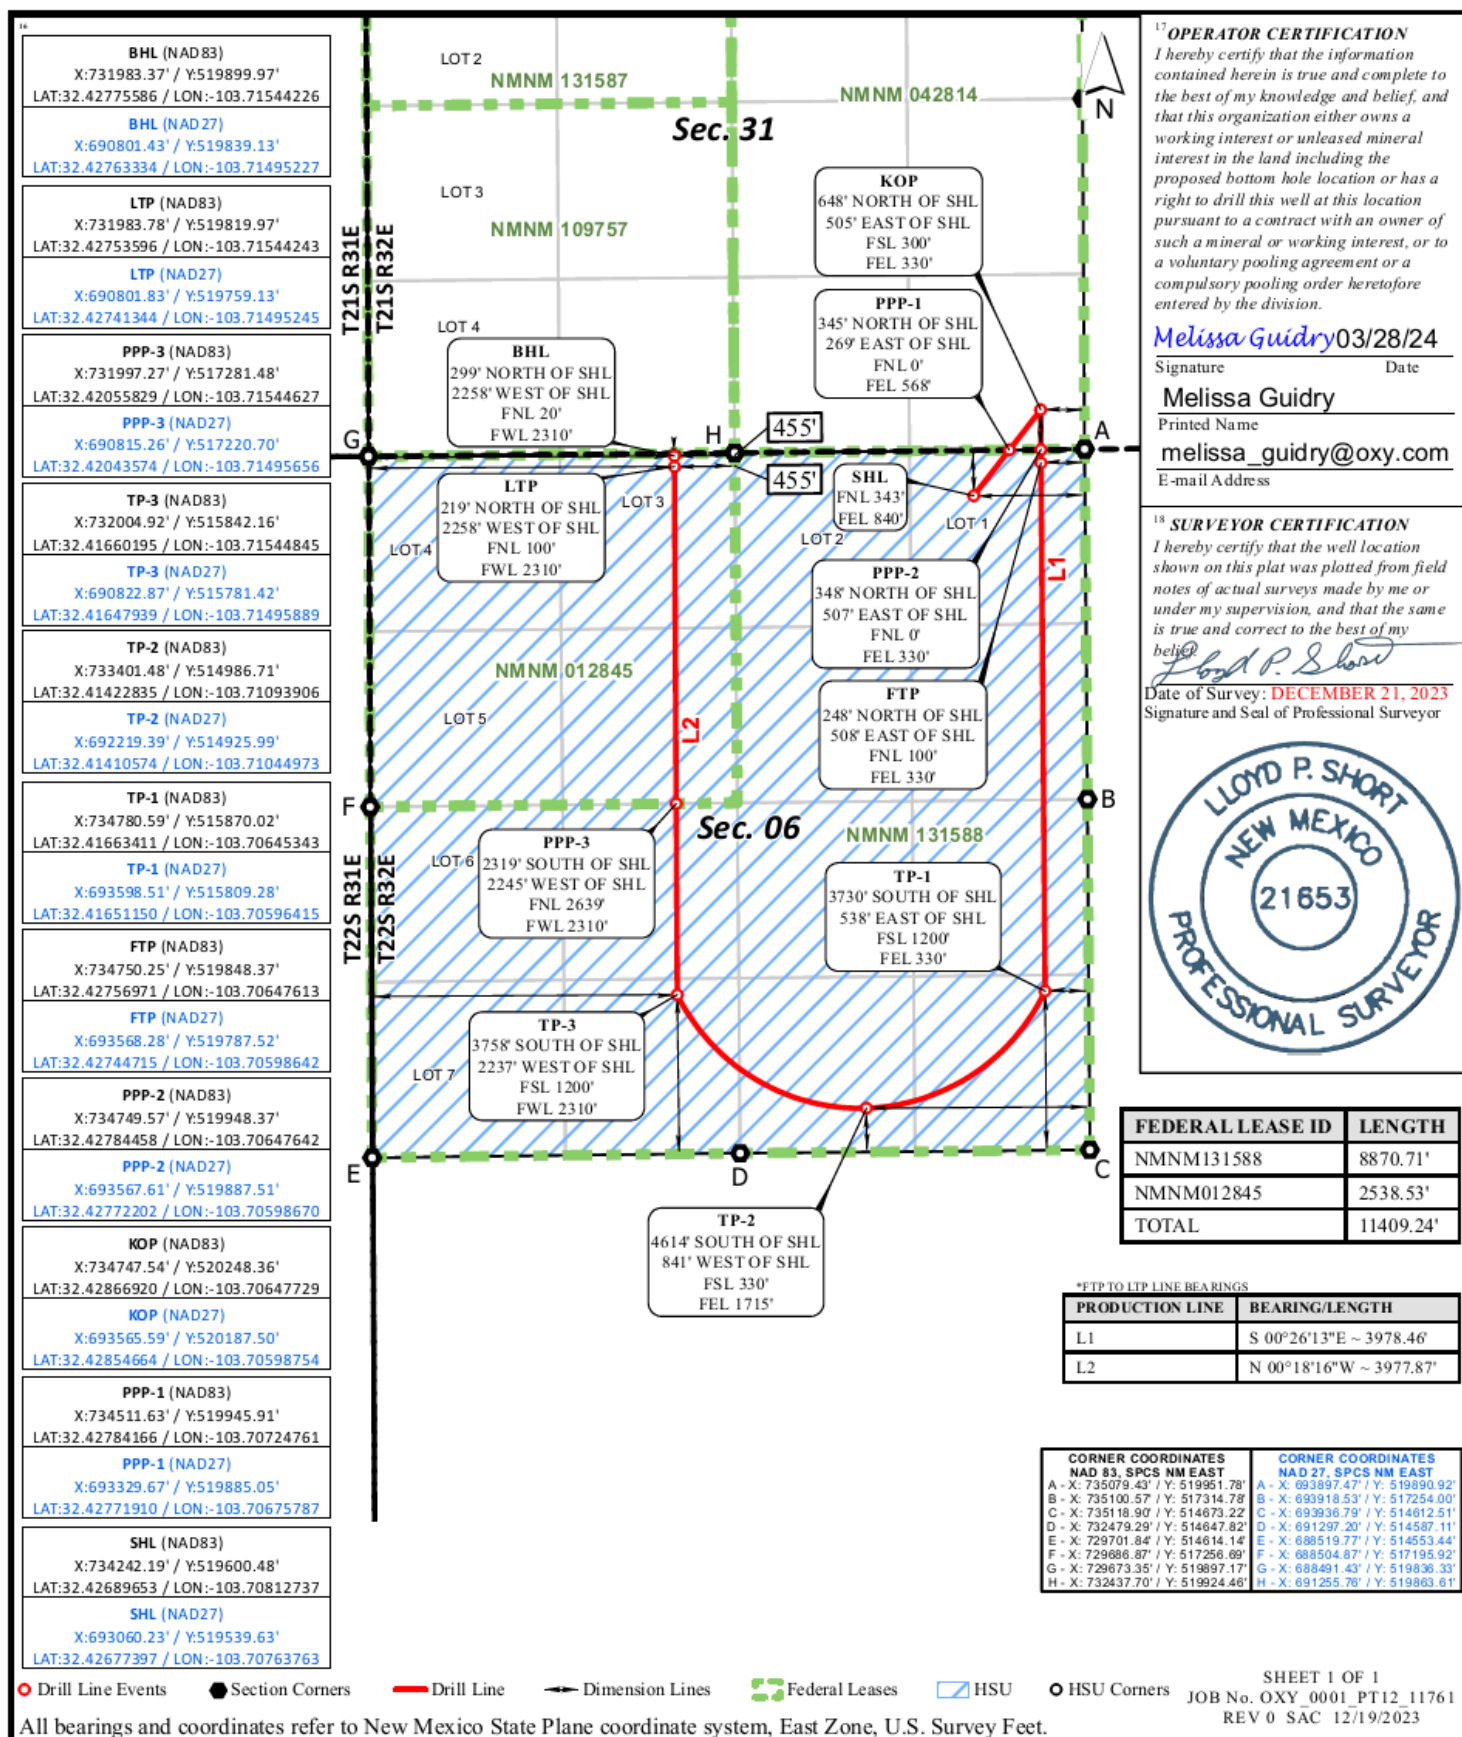 16
BHL (NAD83)
X:731983.37' / Y:519899.97'
LAT:32.42775586 / LON:-103.71544226
BHL (NAD27)
X:690801.43' / Y:519839.13'
LAT:32.42763334 / LON:-103.71495227
LTP (NAD83)
X:731983.78' / Y:519819.97'
LAT:32.42753596 / LON:-103.71544243
LTP (NAD27)
X:690801.83' / Y:519759.13'
LAT:32.42741344 / LON:-103.71495245
PPP-3 (NAD83)
X:731997.27' / Y:517281.48'
LAT:32.42055829 / LON:-103.71544627
PPP-3 (NAD27)
X:690815.26' / Y:517220.70'
LAT:32.42043574 / LON:-103.71495656
TP-3 (NAD83)
X:732004.92' / Y:515842.16'
LAT:32.41660195 / LON:-103.71544845
TP-3 (NAD27)
X:690822.87' / Y:515781.42'
LAT:32.41647939 / LON:-103.71495889
TP-2 (NAD83)
X:733401.48' / Y:514986.71'
LAT:32.41422835 / LON:-103.71093906
TP-2 (NAD27)
X:692219.39' / Y:514925.99'
LAT:32.41410574 / LON:-103.71044973
TP-1 (NAD83)
X:734780.59' / Y:515870.02'
LAT:32.41663411 / LON:-103.70645343
TP-1 (NAD27)
X:693598.51' / Y:515809.28'
LAT:32.41651150 / LON:-103.70596415
FTP (NAD83)
X:734750.25' / Y:519848.37'
LAT:32.42756971 / LON:-103.70647613
FTP (NAD27)
X:693568.28' / Y:519787.52'
LAT:32.42744715 / LON:-103.70598642
PPP-2 (NAD83)
X:734749.57' / Y:519948.37'
LAT:32.42784458 / LON:-103.70647642
PPP-2 (NAD27)
X:693567.61' / Y:519887.51'
LAT:32.42772202 / LON:-103.70598670
KOP (NAD83)
X:734747.54' / Y:520248.36'
LAT:32.42866920 / LON:-103.70647729
KOP (NAD27)
X:693565.59' / Y:520187.50'
LAT:32.42854664 / LON:-103.70598754
PPP-1 (NAD83)
X:734511.63' / Y:519945.91'
LAT:32.42784166 / LON:-103.70724761
PPP-1 (NAD27)
X:693329.67' / Y:519885.05'
LAT:32.42771910 / LON:-103.70675787
SHL (NAD83)
X:734242.19' / Y:519600.48'
LAT:32.42689653 / LON:-103.70812737
SHL (NAD27)
X:693060.23' / Y:519539.63'
LAT:32.42677397 / LON:-103.70763763
LOT 2
NMNM 131587
NMNM 042814
N
Sec. 31
LOT 3
NMNM 109757
T21S R31E
T21S R32E
LOT 4
KOP
648' NORTH OF SHL
505' EAST OF SHL
FSL 300'
FEL 330'
PPP-1
345' NORTH OF SHL
269' EAST OF SHL
FNL 0'
FEL 568'
BHL
299' NORTH OF SHL
2258' WEST OF SHL
FNL 20'
FWL 2310'
G
H
455'
A
455'
LTP
219' NORTH OF SHL
2258' WEST OF SHL
FNL 100'
FWL 2310'
LOT 3
SHL
FNL 343'
FEL 840'
LOT 1
LOT 2
LOT 4
L1
PPP-2
348' NORTH OF SHL
507' EAST OF SHL
FNL 0'
FEL 330'
NMNM 012845
FTP
248' NORTH OF SHL
508' EAST OF SHL
FNL 100'
FEL 330'
LOT 5
L2
F
B
Sec. 06
NMNM 131588
PPP-3
2319' SOUTH OF SHL
2245' WEST OF SHL
FNL 2639'
FWL 2310'
LOT 6
T22S R31E
T22S R32E
TP-1
3730' SOUTH OF SHL
538' EAST OF SHL
FSL 1200'
FEL 330'
TP-3
3758' SOUTH OF SHL
2237' WEST OF SHL
FSL 1200'
FWL 2310'
LOT 7
E
D
C
TP-2
4614' SOUTH OF SHL
841' WEST OF SHL
FSL 330'
FEL 1715'
17 OPERATOR CERTIFICATION
I hereby certify that the information
contained herein is true and complete to
the best of my knowledge and belief, and
that this organization either owns a
working interest or unleased mineral
interest in the land including the
proposed bottom hole location or has a
right to drill this well at this location
pursuant to a contract with an owner of
such a mineral or working interest, or to
a voluntary pooling agreement or a
compulsory pooling order heretofore
entered by the division.
Melissa Guidry 03/28/24
Signature Date
Melissa Guidry
Printed Name
melissa_guidry@oxy.com
E-mail Address
18 SURVEYOR CERTIFICATION
I hereby certify that the well location
shown on this plat was plotted from field
notes of actual surveys made by me or
under my supervision, and that the same
is true and correct to the best of my
belief.
Lloyd P. Short
Date of Survey: DECEMBER 21, 2023
Signature and Seal of Professional Surveyor
LLOYD P. SHORT
NEW MEXICO
21653
PROFESSIONAL SURVEYOR
FEDERAL LEASE ID LENGTH
NMNM131588 8870.71'
NMNM012845 2538.53'
TOTAL 11409.24'
*FTP TO LTP LINE BEARINGS
PRODUCTION LINE BEARING/LENGTH
L1 S 00°26'13"E ~ 3978.46'
L2 N 00°18'16"W ~ 3977.87'
CORNER COORDINATES
NAD 83, SPCS NM EAST
A - X: 735079.43' / Y: 519951.78'
B - X: 735100.57' / Y: 517314.78'
C - X: 735118.90' / Y: 514673.22'
D - X: 732479.29' / Y: 514647.82'
E - X: 729701.84' / Y: 514614.14'
F - X: 729686.87' / Y: 517256.69'
G - X: 729673.35' / Y: 519897.17'
H - X: 732437.70' / Y: 519924.46'
CORNER COORDINATES
NAD 27, SPCS NM EAST
A - X: 693897.47' / Y: 519890.92'
B - X: 693918.53' / Y: 517254.00'
C - X: 693936.79' / Y: 514612.51'
D - X: 691297.20' / Y: 514587.11'
E - X: 688519.77' / Y: 514553.44'
F - X: 688504.87' / Y: 517195.92'
G - X: 688491.43' / Y: 519836.33'
H - X: 691255.76' / Y: 519863.61'
Drill Line Events Section Corners Drill Line Dimension Lines Federal Leases HSU HSU Corners
SHEET 1 OF 1
JOB No. OXY_0001_PT12_11761
REV 0 SAC 12/19/2023
All bearings and coordinates refer to New Mexico State Plane coordinate system, East Zone, U.S. Survey Feet.